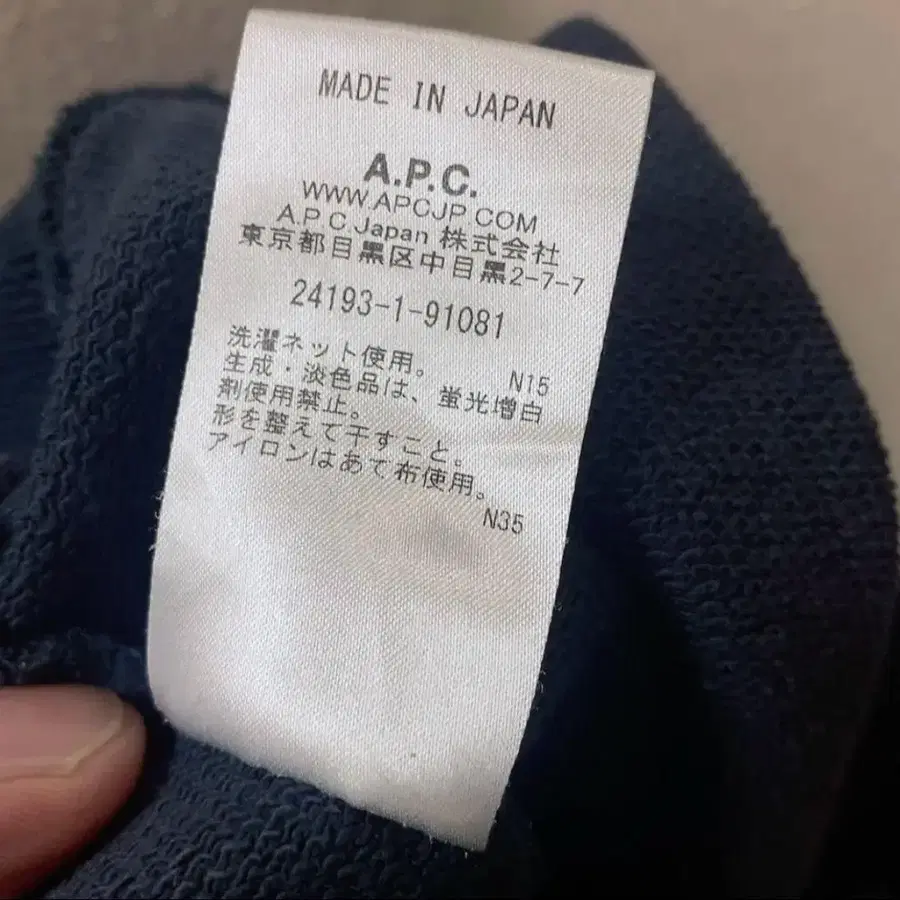 MADE IN JAPAN
A.P.C.
WWW.APCJP.COM
A.P.C.Japan 株式会社
東京都目黒区中目黒2-7-7
24193-1-91081
洗濯ネット使用。 N15
生成・淡色品は、蛍光増白
剤使用禁止。
形を整えて干すこと。
アイロンはあて布使用。
N35